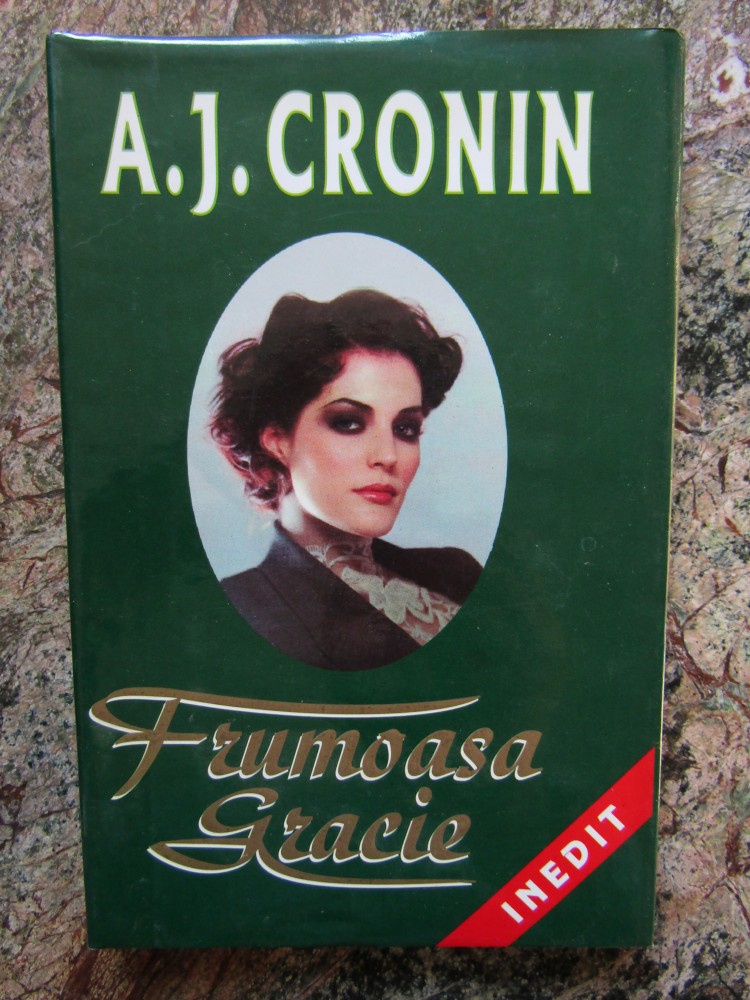 A.J. CRONIN
Frumoasa
Gracie
INEDIT